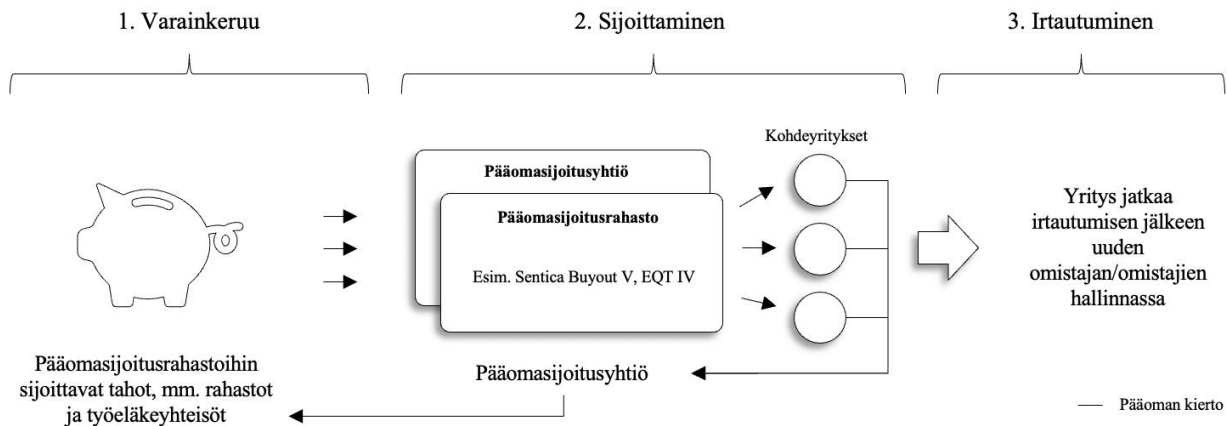 1. Varainkeruu
2. Sijoittaminen
3. Irtautuminen
Kohdeyritykset
Pääomasijoitusyhtiö
Pääomasijoitusrahasto
Esim. Sentica Buyout V, EQT IV
Yritys jatkaa
irtautumisen jälkeen
uuden
omistajan/omistajien
hallinnassa
Pääomasijoitusrahastoihin
sijoittavat tahot, mm. rahastot
ja työeläkeyhteisöt
Pääomasijoitusyhtiö
Pääoman kierto